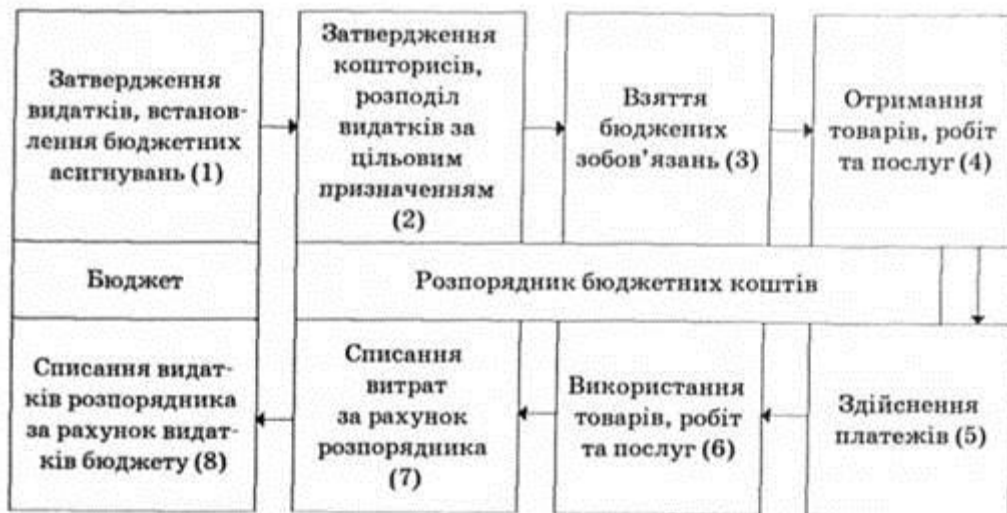 Затвердження
видатків, встанов-
лення бюджетних
асигнувань (1)
Затвердження
кошторисів,
розподіл
видатків за
цільовим
призначенням
(2)
Взяття
бюджених
зобов’язань (3)
Отримання
товарів, робіт
та послуг (4)
Бюджет
Розпорядник бюджетних коштів
Списання видат-
ків розпорядника
за рахунок видат-
ків бюджету (8)
Списання
витрат
за рахунок
розпорядника
(7)
Використання
товарів, робіт
та послуг (6)
Здійснення
платежів (5)